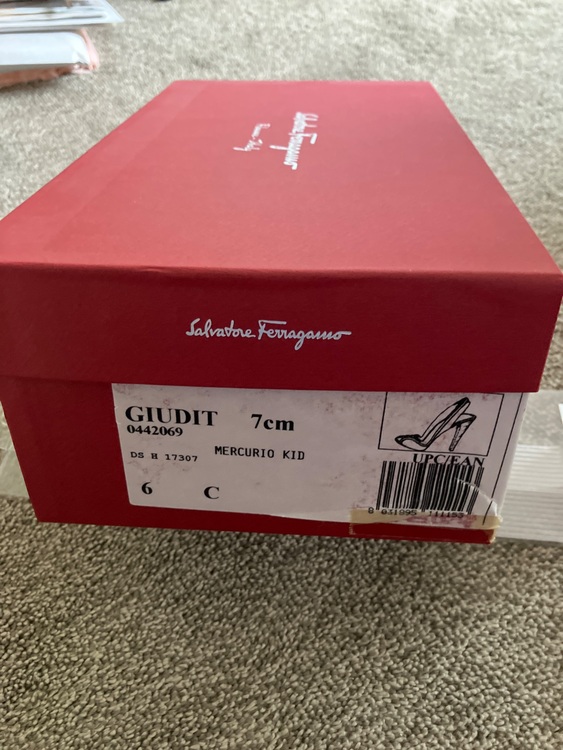 Salvatore Ferragamo
Salvatore Ferragamo
GIUDIT 7cm
0442069
DS H 17307 MERCURIO KID
6 C
UPC/EAN